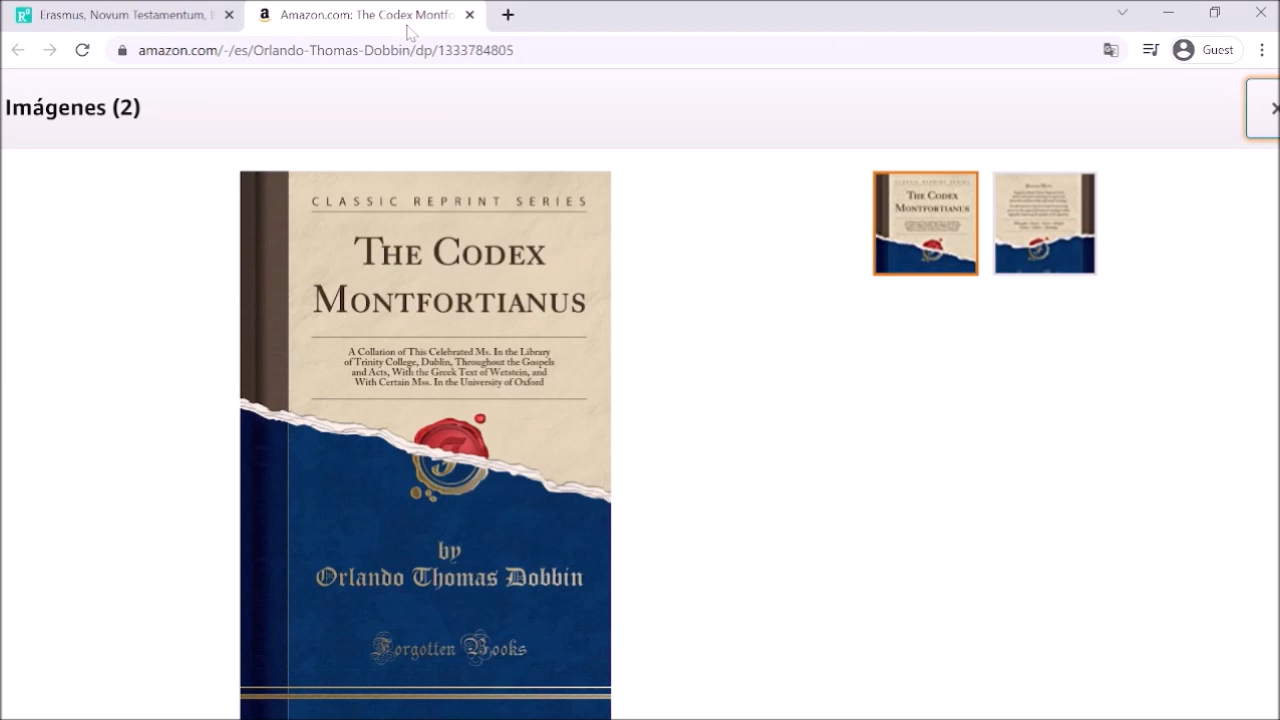 Erasmus, Novum Testamentum,
Amazon.com: The Codex Montfo
amazon.com/-/es/Orlando-Thomas-Dobbin/dp/1333784805
Guest
Imágenes (2)
CLASSIC REPRINT SERIES
THE CODEX
MONTFORTIANUS
A Collation of This Celebrated Ms. In the Library
of Trinity College, Dublin, Throughout the Gospels
and Acts, With the Greek Text of Wetstein, and
With Certain Mss. In the University of Oxford
by
Orlando Thomas Dobbin
Forgotten Books
THE CODEX
MONTFORTIANUS